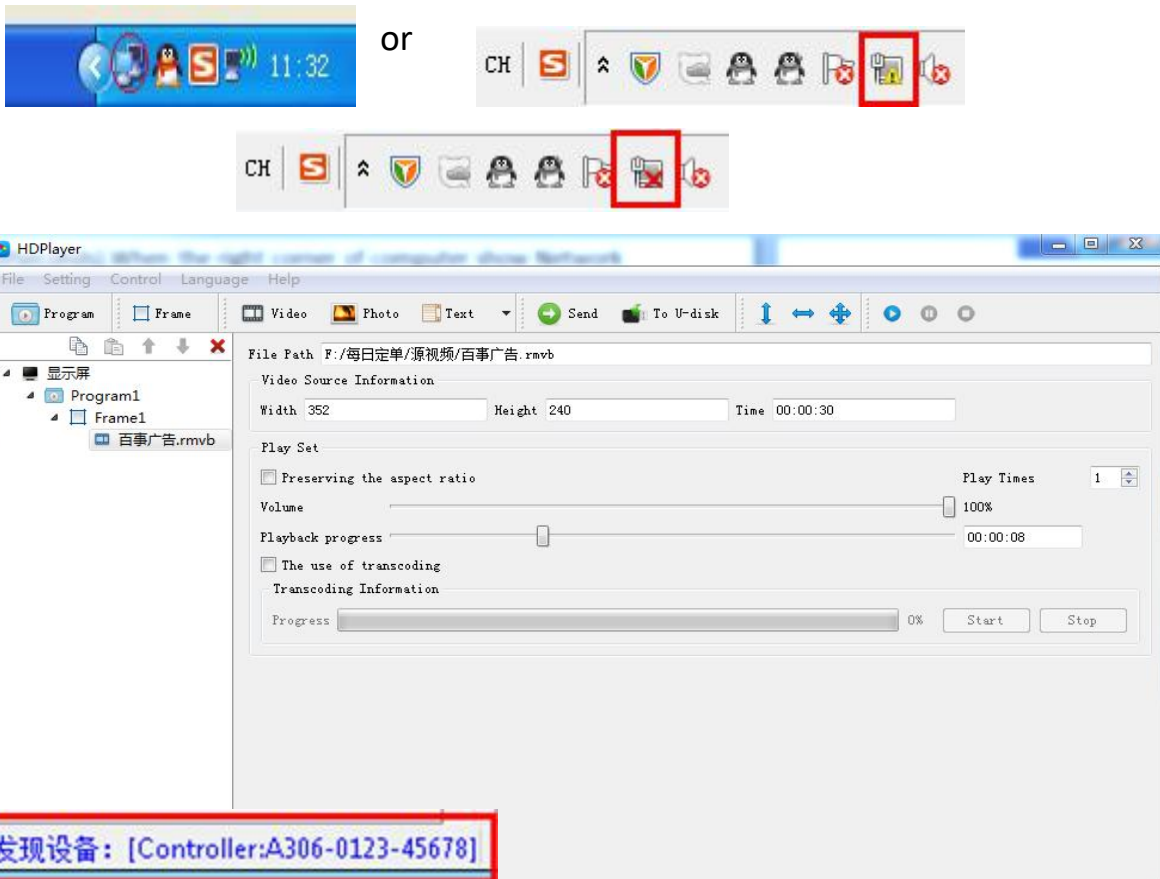 11:32
or
CH
CH
HDPlayer
File Setting Control Language Help
Program Frame Video Photo Text Send To U-disk
显示屏
Program1
Frame1
百事广告.rmvb
File Path F:/每日定单/源视频/百事广告.rmvb
Video Source Information
Width 352 Height 240 Time 00:00:30
Play Set
Preserving the aspect ratio Play Times 1
Volume 100%
Playback progress 00:00:08
The use of transcoding
Transcoding Information
Progress 0% Start Stop
发现设备：[Controller:A306-0123-45678]